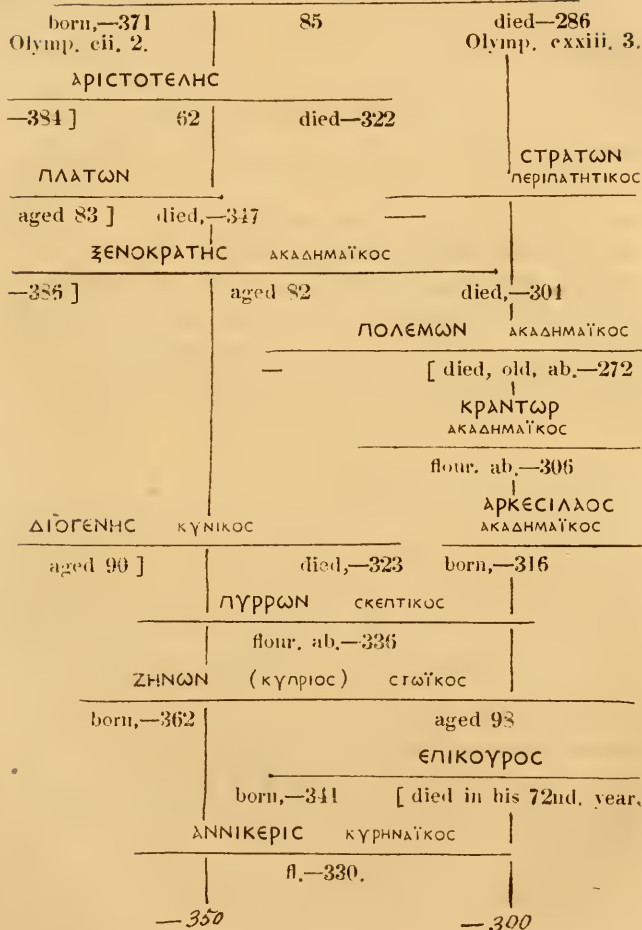 born,—371 85 died—286
Olymp. cii. 2. Olymp. cxxiii. 3.
ΑΡΙCΤΟΤΕΛΗC
—384 ] 62 died—322
CΤΡΑΤΩΝ
ΠΛΑΤΩΝ ΠΕΡΙΠΑΤΗΤΙΚΟC
aged 83 ] died,—347 —
ΞΕΝΟΚΡΑΤΗC ΑΚΑΔΗΜΑΪΚΟC
—386 ] aged 82 died,—304
ΠΟΛΕΜΩΝ ΑΚΑΔΗΜΑΪΚΟC
— [ died, old, ab.—272
ΚΡΑΝΤΩΡ
ΑΚΑΔΗΜΑΪΚΟC
flour. ab.—306
ΑΡΚΕCΙΛΑΟC
ΔΙΟΓΕΝΗC ΚΥΝΙΚΟC ΑΚΑΔΗΜΑΪΚΟC
aged 90 ] died,—323 born,—316
ΠΥΡΡΩΝ CΚΕΠΤΙΚΟC
flour. ab.—336
ΖΗΝΩΝ (ΚΥΠΡΙΟC) CΤΩΪΚΟC
born,—362 aged 98
ΕΠΙΚΟΥΡΟC
born,—341 [ died in his 72nd. year,
ΑΝΝΙΚΕΡΙC ΚΥΡΗΝΑΪΚΟC
fl.—330.
—350 —300